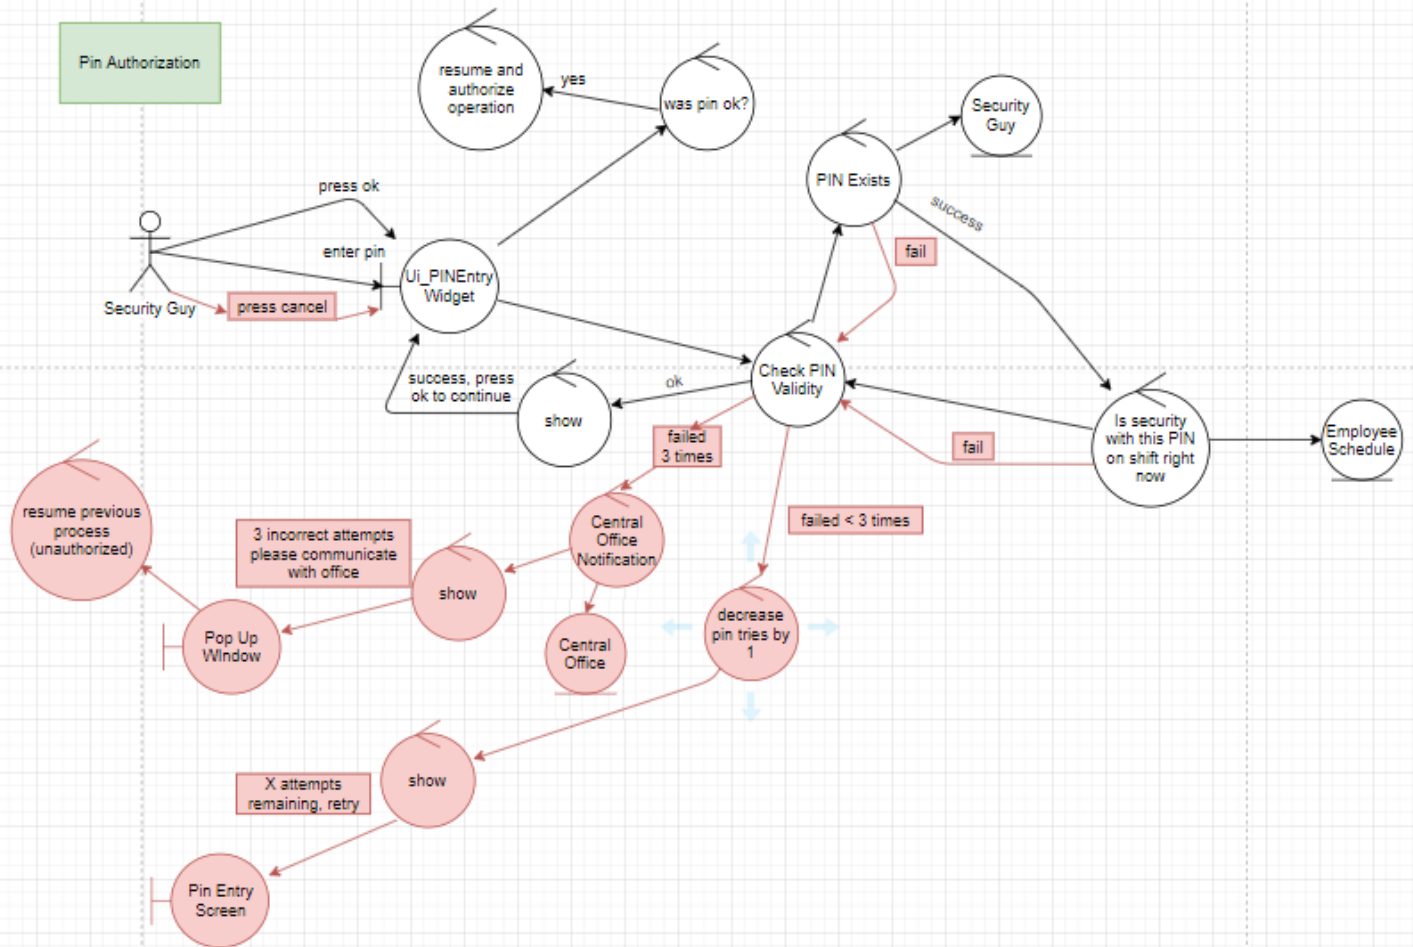 Pin Authorization
resume and
authorize
operation
yes
was pin ok?
Security
Guy
PIN Exists
press ok
success
enter pin
fail
Ui_PINEntry
Widget
Security Guy
press cancel
success, press
ok to continue
ok
Check PIN
Validity
show
Is security
with this PIN
on shift right
now
Employee
Schedule
failed
3 times
fail
resume previous
process
(unauthorized)
3 incorrect attempts
please communicate
with office
Central
Office
Notification
failed < 3 times
show
decrease
pin tries by
1
Pop Up
WIndow
Central
Office
show
X attempts
remaining, retry
Pin Entry
Screen